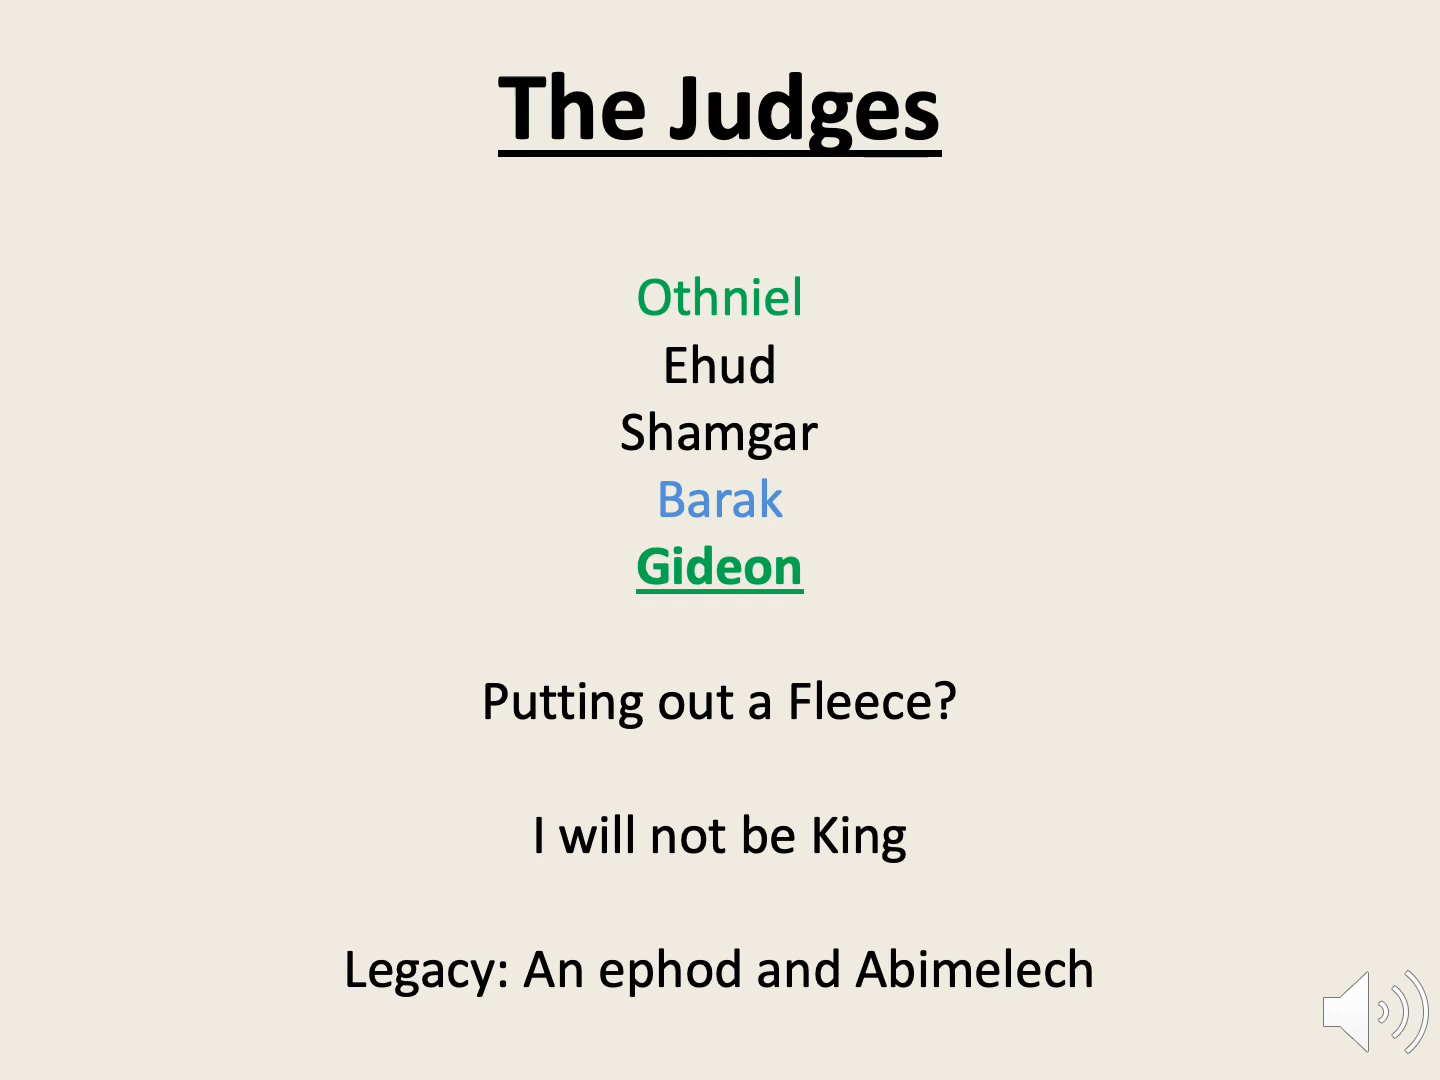 The Judges
Othniel
Ehud
Shamgar
Barak
Gideon
Putting out a Fleece?
I will not be King
Legacy: An ephod and Abimelech